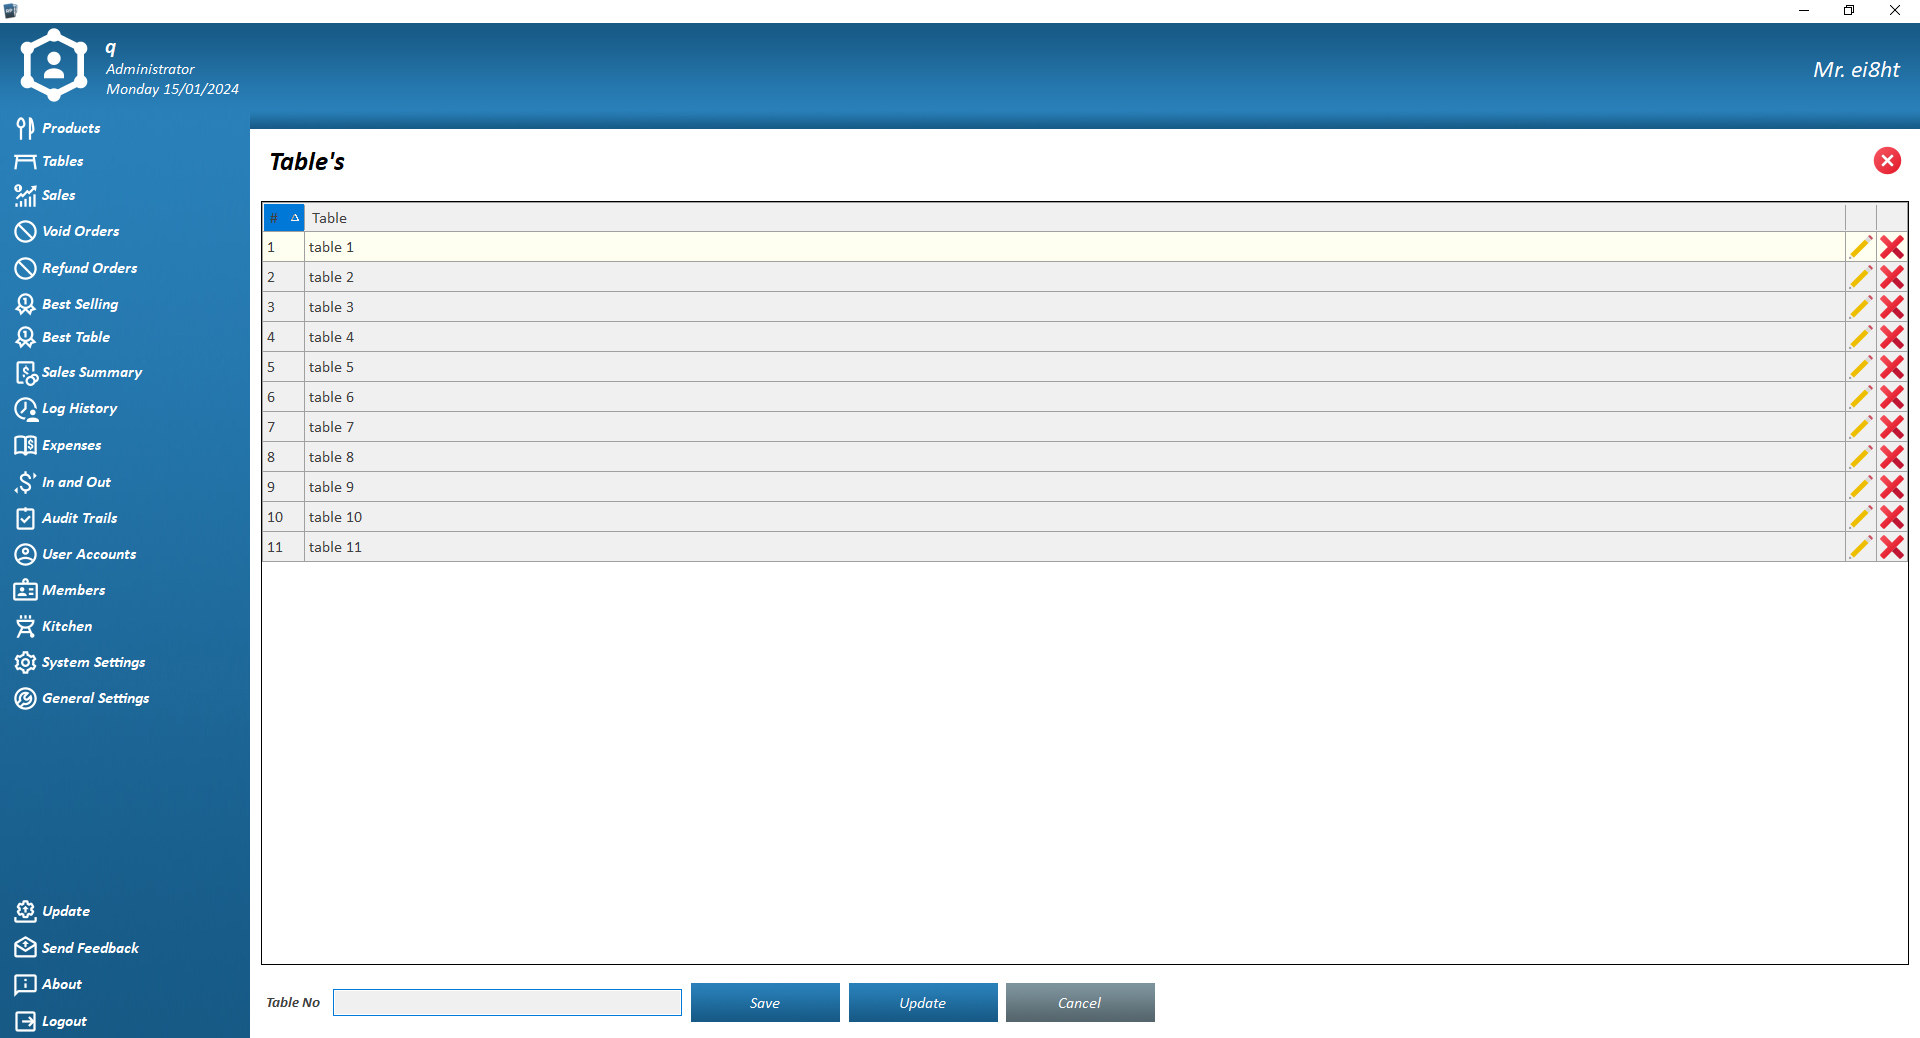 q
Administrator
Monday 15/01/2024
Mr. ei8ht
Products
Tables
Sales
Void Orders
Refund Orders
Best Selling
Best Table
Sales Summary
Log History
Expenses
In and Out
Audit Trails
User Accounts
Members
Kitchen
System Settings
General Settings
Update
Send Feedback
About
Logout
Table's
# Table
1 table 1
2 table 2
3 table 3
4 table 4
5 table 5
6 table 6
7 table 7
8 table 8
9 table 9
10 table 10
11 table 11
Table No Save Update Cancel